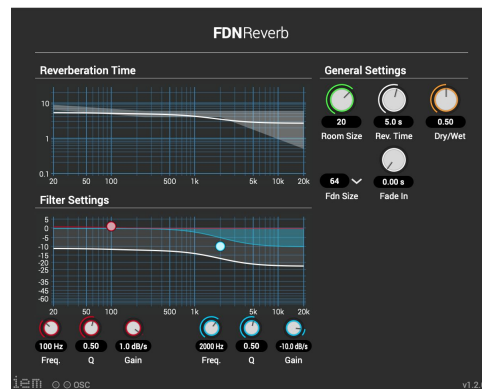 FDNReverb
Reverberation Time
10
1
0.1
20 50 100 500 1k 5k 10k 20k
Filter Settings
5
0
-5
-10
-15
-20
-25
-35
-45
-60
20 50 100 500 1k 5k 10k 20k
100 Hz 0.50 1.0 dB/s 2000 Hz 0.50 -10.0 dB/s
Freq. Q Gain Freq. Q Gain
General Settings
20 5.0 s 0.50
Room Size Rev. Time Dry/Wet
64 0.00 s
Fdn Size Fade In
iem OSC v1.2.